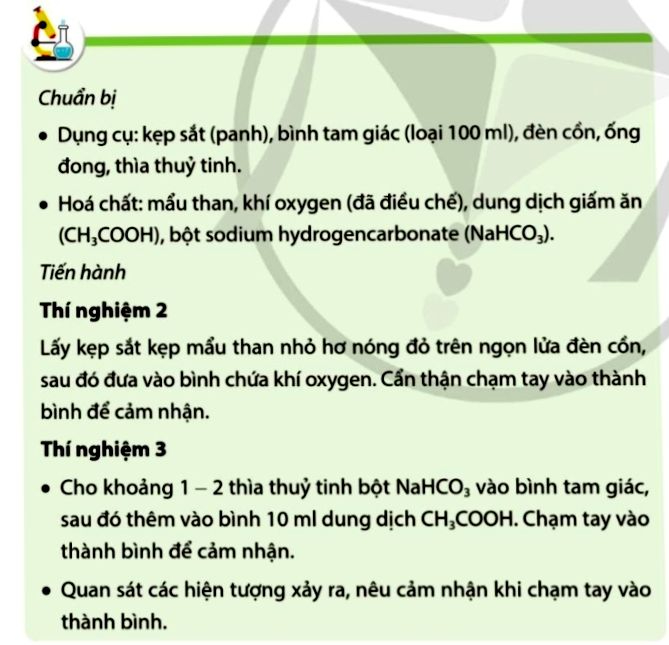 Chuẩn bị
• Dụng cụ: kẹp sắt (panh), bình tam giác (loại 100 ml), đèn cồn, ống
đong, thìa thuỷ tinh.
• Hoá chất: mẩu than, khí oxygen (đã điều chế), dung dịch giấm ăn
(CH₃COOH), bột sodium hydrogencarbonate (NaHCO₃).
Tiến hành
Thí nghiệm 2
Lấy kẹp sắt kẹp mẩu than nhỏ hơ nóng đỏ trên ngọn lửa đèn cồn,
sau đó đưa vào bình chứa khí oxygen. Cẩn thận chạm tay vào thành
bình để cảm nhận.
Thí nghiệm 3
• Cho khoảng 1 – 2 thìa thuỷ tinh bột NaHCO₃ vào bình tam giác,
sau đó thêm vào bình 10 ml dung dịch CH₃COOH. Chạm tay vào
thành bình để cảm nhận.
• Quan sát các hiện tượng xảy ra, nêu cảm nhận khi chạm tay vào
thành bình.